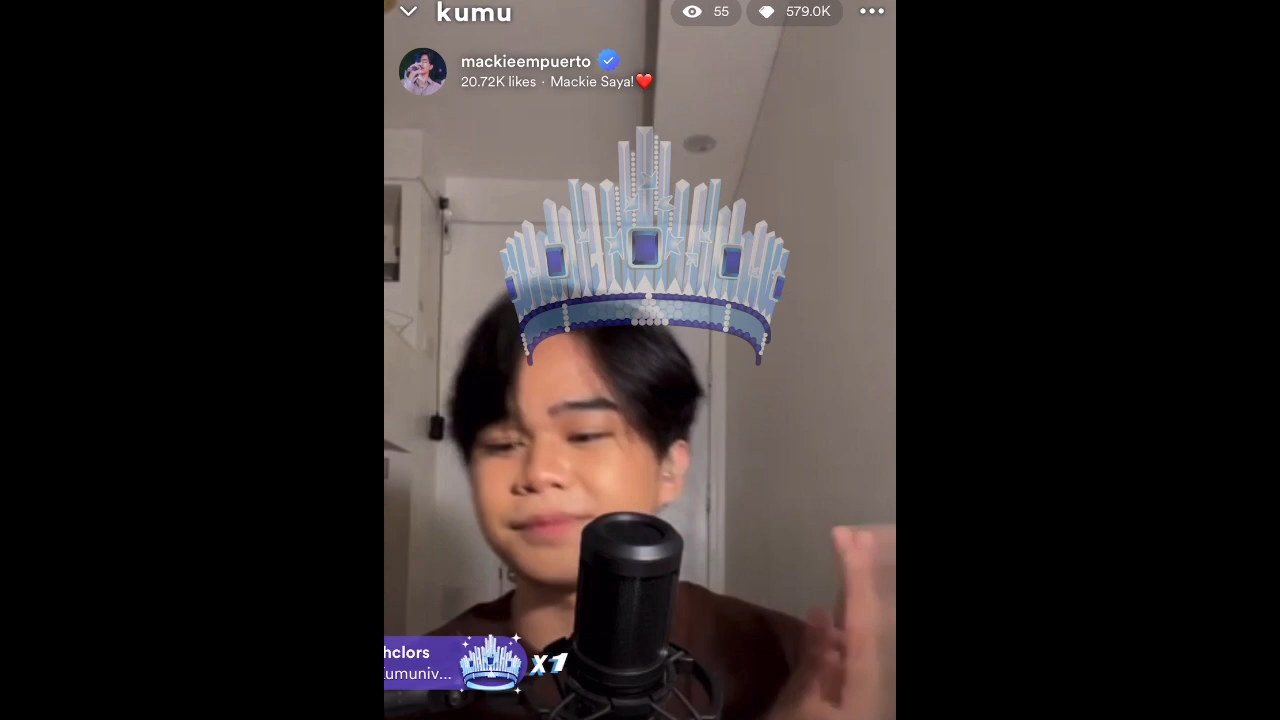 kumu
55
579.0K
mackieempuerto
20.72K likes · Mackie Saya!❤️
hclors
umuniv...
x1